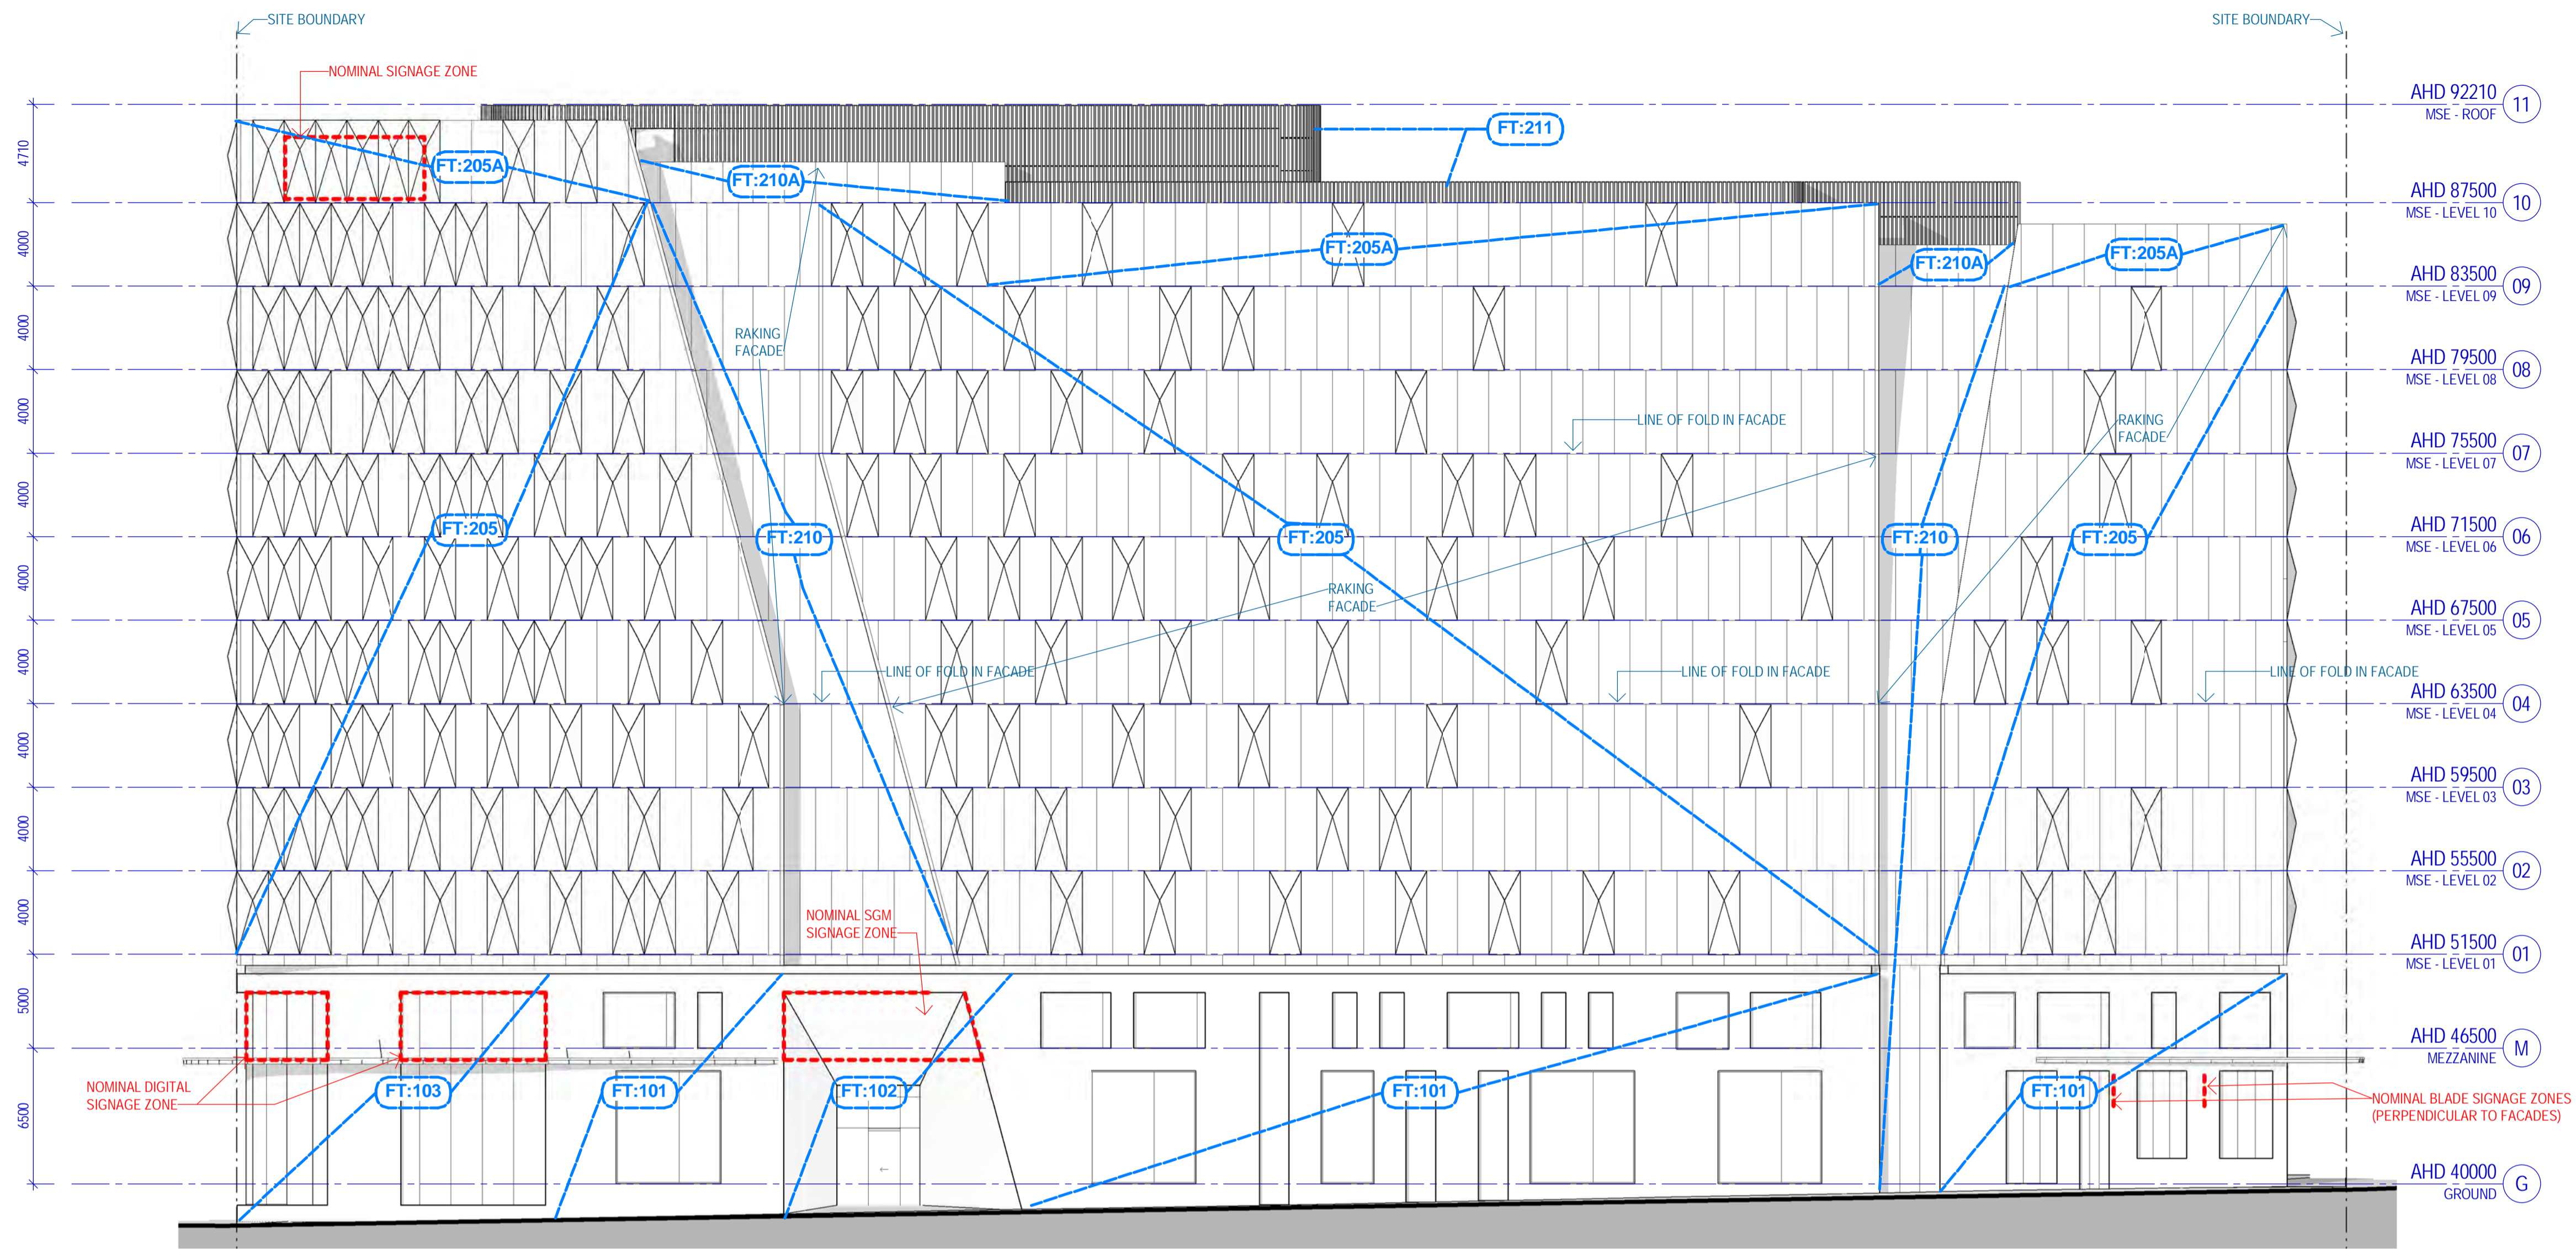 SITE BOUNDARY
SITE BOUNDARY
NOMINAL SIGNAGE ZONE
AHD 92210
MSE - ROOF
11
FT:211
4710
FT:205A
FT:210A
AHD 87500
MSE - LEVEL 10
10
4000
FT:205A
FT:210A
FT:205A
AHD 83500
MSE - LEVEL 09
09
4000
RAKING
FACADE
AHD 79500
MSE - LEVEL 08
08
4000
LINE OF FOLD IN FACADE
RAKING
FACADE
AHD 75500
MSE - LEVEL 07
07
4000
FT:205
FT:210
FT:205
FT:210
FT:205
AHD 71500
MSE - LEVEL 06
06
4000
RAKING
FACADE
AHD 67500
MSE - LEVEL 05
05
4000
LINE OF FOLD IN FACADE
LINE OF FOLD IN FACADE
LINE OF FOLD IN FACADE
AHD 63500
MSE - LEVEL 04
04
4000
AHD 59500
MSE - LEVEL 03
03
4000
AHD 55500
MSE - LEVEL 02
02
4000
NOMINAL SGM
SIGNAGE ZONE
AHD 51500
MSE - LEVEL 01
01
5000
AHD 46500
MEZZANINE
M
NOMINAL DIGITAL
SIGNAGE ZONE
FT:103
FT:101
FT:102
FT:101
FT:101
NOMINAL BLADE SIGNAGE ZONES
(PERPENDICULAR TO FACADES)
6500
AHD 40000
GROUND
G